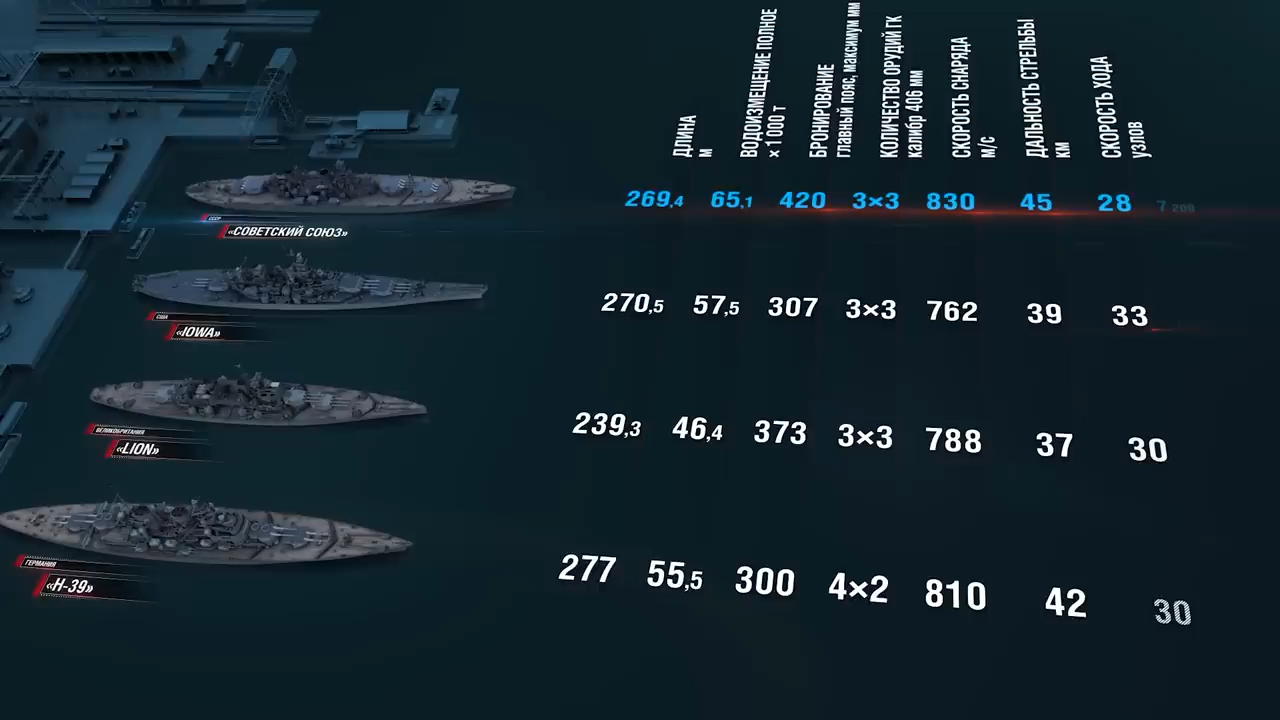 ДЛИНА
м
ВОДОИЗМЕЩЕНИЕ ПОЛНОЕ
× 1 000 т
БРОНИРОВАНИЕ
главный пояс, максимум мм
КОЛИЧЕСТВО ОРУДИЙ ГК
калибр 406 мм
СКОРОСТЬ СНАРЯДА
м/с
ДАЛЬНОСТЬ СТРЕЛЬБЫ
км
СКОРОСТЬ ХОДА
узлов
269,4 65,1 420 3×3 830 45 28 7 209
СССР
«СОВЕТСКИЙ СОЮЗ»
270,5 57,5 307 3×3 762 39 33
США
«IOWA»
239,3 46,4 373 3×3 788 37 30
ВЕЛИКОБРИТАНИЯ
«LION»
277 55,5 300 4×2 810 42 30
ГЕРМАНИЯ
«H-39»